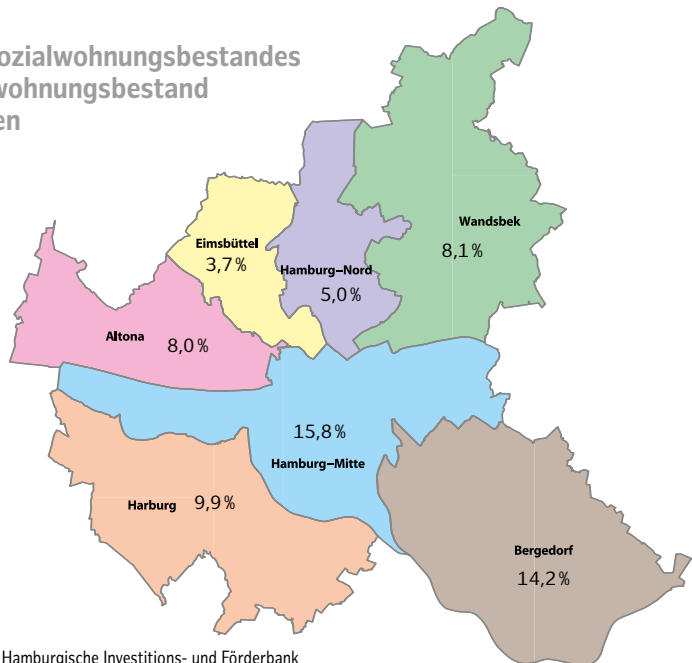 ozialwohnungsbestandes
wohnungsbestand
en
Wandsbek
8,1 %
Eimsbüttel
3,7 %
Hamburg–Nord
5,0 %
Altona
8,0 %
15,8 %
Hamburg–Mitte
Harburg 9,9 %
Bergedorf
14,2 %
Hamburgische Investitions- und Förderbank